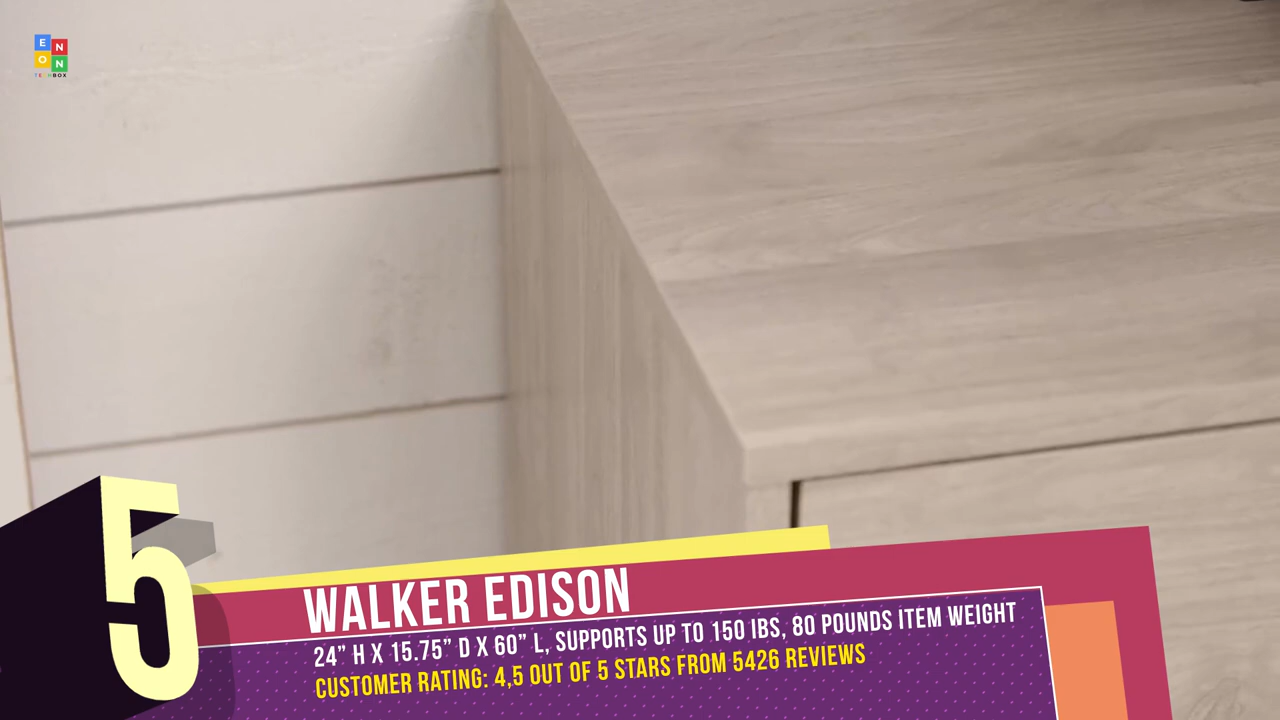 E N
O N
TECHBOX
5
WALKER EDISON
24” H X 15.75” D X 60” L, SUPPORTS UP TO 150 IBS, 80 POUNDS ITEM WEIGHT
CUSTOMER RATING: 4,5 OUT OF 5 STARS FROM 5426 REVIEWS